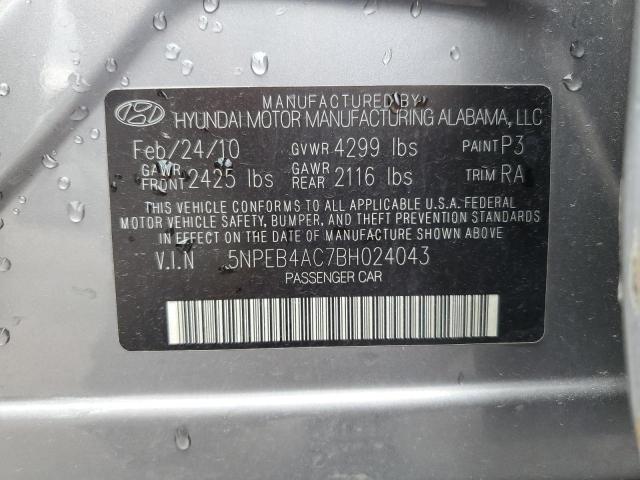 MANUFACTURED BY
HYUNDAI MOTOR MANUFACTURING ALABAMA, LLC
Feb/24/10 GVWR 4299 lbs PAINT P3
GAWR FRONT 2425 lbs GAWR REAR 2116 lbs TRIM RA
THIS VEHICLE CONFORMS TO ALL APPLICABLE U.S.A. FEDERAL
MOTOR VEHICLE SAFETY, BUMPER, AND THEFT PREVENTION STANDARDS
IN EFFECT ON THE DATE OF MANUFACTURE SHOWN ABOVE
V.I.N 5NPEB4AC7BH024043
PASSENGER CAR